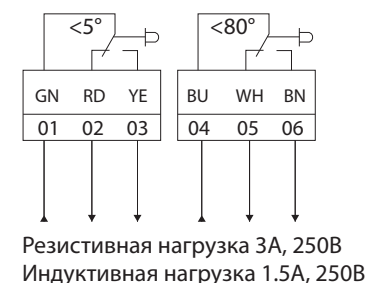 <5° <80°
GN RD YE BU WH BN
01 02 03 04 05 06
Резистивная нагрузка 3А, 250В
Индуктивная нагрузка 1.5А, 250В